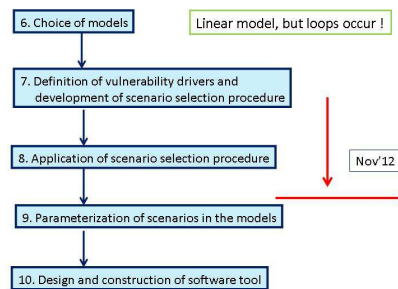 6. Choice of models
Linear model, but loops occur !
7. Definition of vulnerability drivers and
development of scenario selection procedure
8. Application of scenario selection procedure
Nov'12
9. Parameterization of scenarios in the models
10. Design and construction of software tool